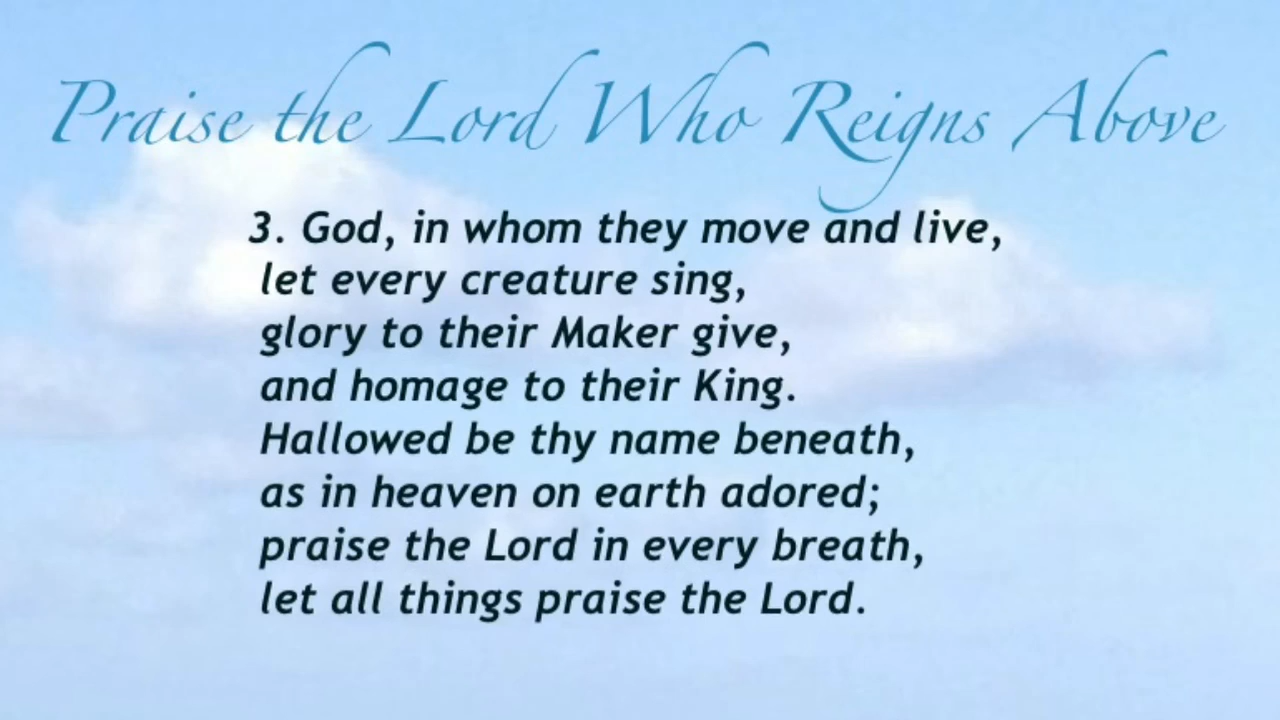 Praise the Lord Who Reigns Above
3. God, in whom they move and live,
let every creature sing,
glory to their Maker give,
and homage to their King.
Hallowed be thy name beneath,
as in heaven on earth adored;
praise the Lord in every breath,
let all things praise the Lord.